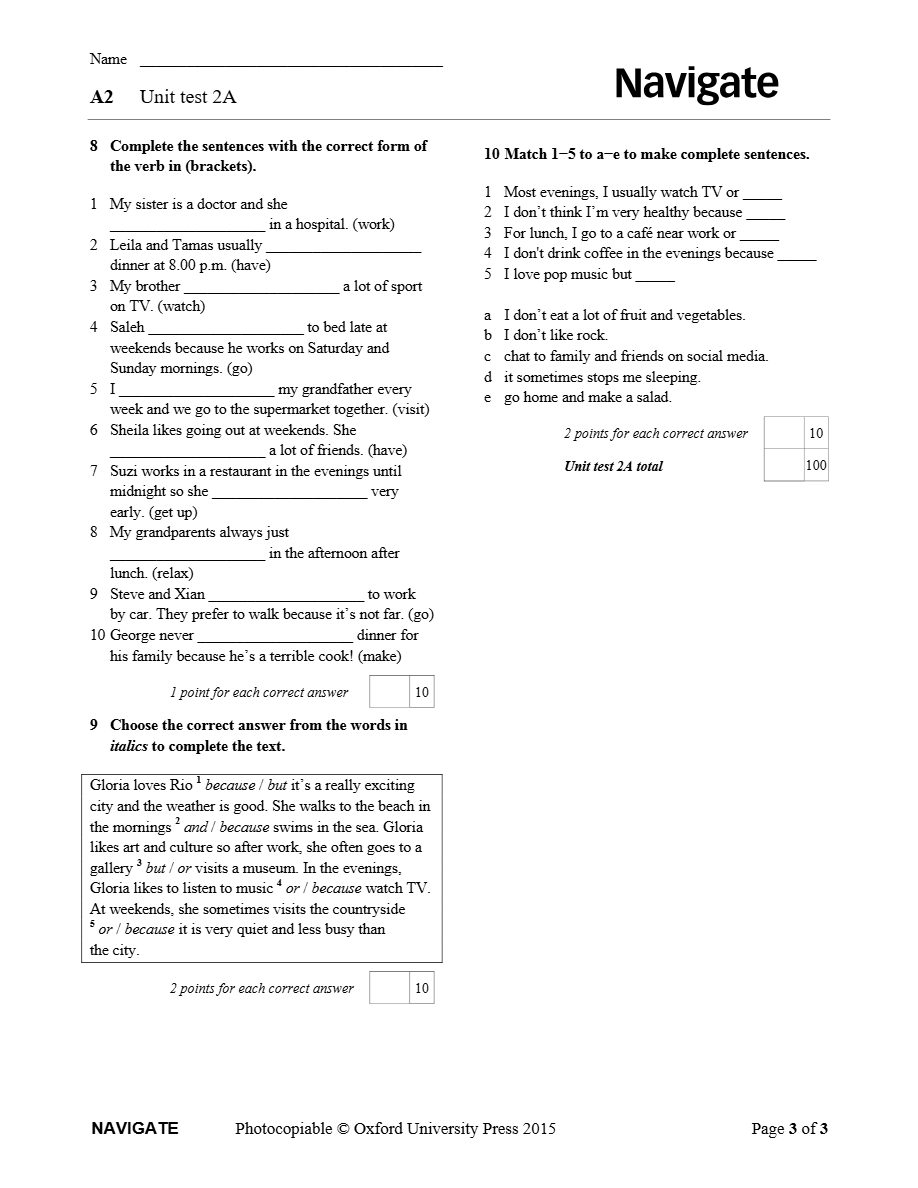 Name ______________________________________
Navigate
A2 Unit test 2A
8 Complete the sentences with the correct form of
the verb in (brackets).
1 My sister is a doctor and she
____________________ in a hospital. (work)
2 Leila and Tamas usually ____________________
dinner at 8.00 p.m. (have)
3 My brother ____________________ a lot of sport
on TV. (watch)
4 Saleh ____________________ to bed late at
weekends because he works on Saturday and
Sunday mornings. (go)
5 I ____________________ my grandfather every
week and we go to the supermarket together. (visit)
6 Sheila likes going out at weekends. She
____________________ a lot of friends. (have)
7 Suzi works in a restaurant in the evenings until
midnight so she ____________________ very
early. (get up)
8 My grandparents always just
____________________ in the afternoon after
lunch. (relax)
9 Steve and Xian ____________________ to work
by car. They prefer to walk because it’s not far. (go)
10 George never ____________________ dinner for
his family because he’s a terrible cook! (make)
1 point for each correct answer 10
9 Choose the correct answer from the words in
italics to complete the text.
Gloria loves Rio 1 because / but it’s a really exciting
city and the weather is good. She walks to the beach in
the mornings 2 and / because swims in the sea. Gloria
likes art and culture so after work, she often goes to a
gallery 3 but / or visits a museum. In the evenings,
Gloria likes to listen to music 4 or / because watch TV.
At weekends, she sometimes visits the countryside
5 or / because it is very quiet and less busy than
the city.
2 points for each correct answer 10
10 Match 1−5 to a−e to make complete sentences.
1 Most evenings, I usually watch TV or _____
2 I don’t think I’m very healthy because _____
3 For lunch, I go to a café near work or _____
4 I don't drink coffee in the evenings because _____
5 I love pop music but _____
a I don’t eat a lot of fruit and vegetables.
b I don’t like rock.
c chat to family and friends on social media.
d it sometimes stops me sleeping.
e go home and make a salad.
2 points for each correct answer 10
Unit test 2A total 100
NAVIGATE Photocopiable © Oxford University Press 2015 Page 3 of 3